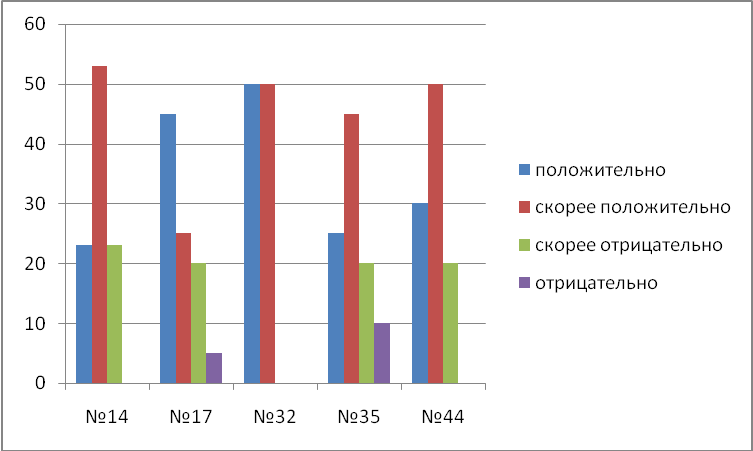 60
50
40
30
20
10
0
№14 №17 №32 №35 №44
положительно
скорее положительно
скорее отрицательно
отрицательно